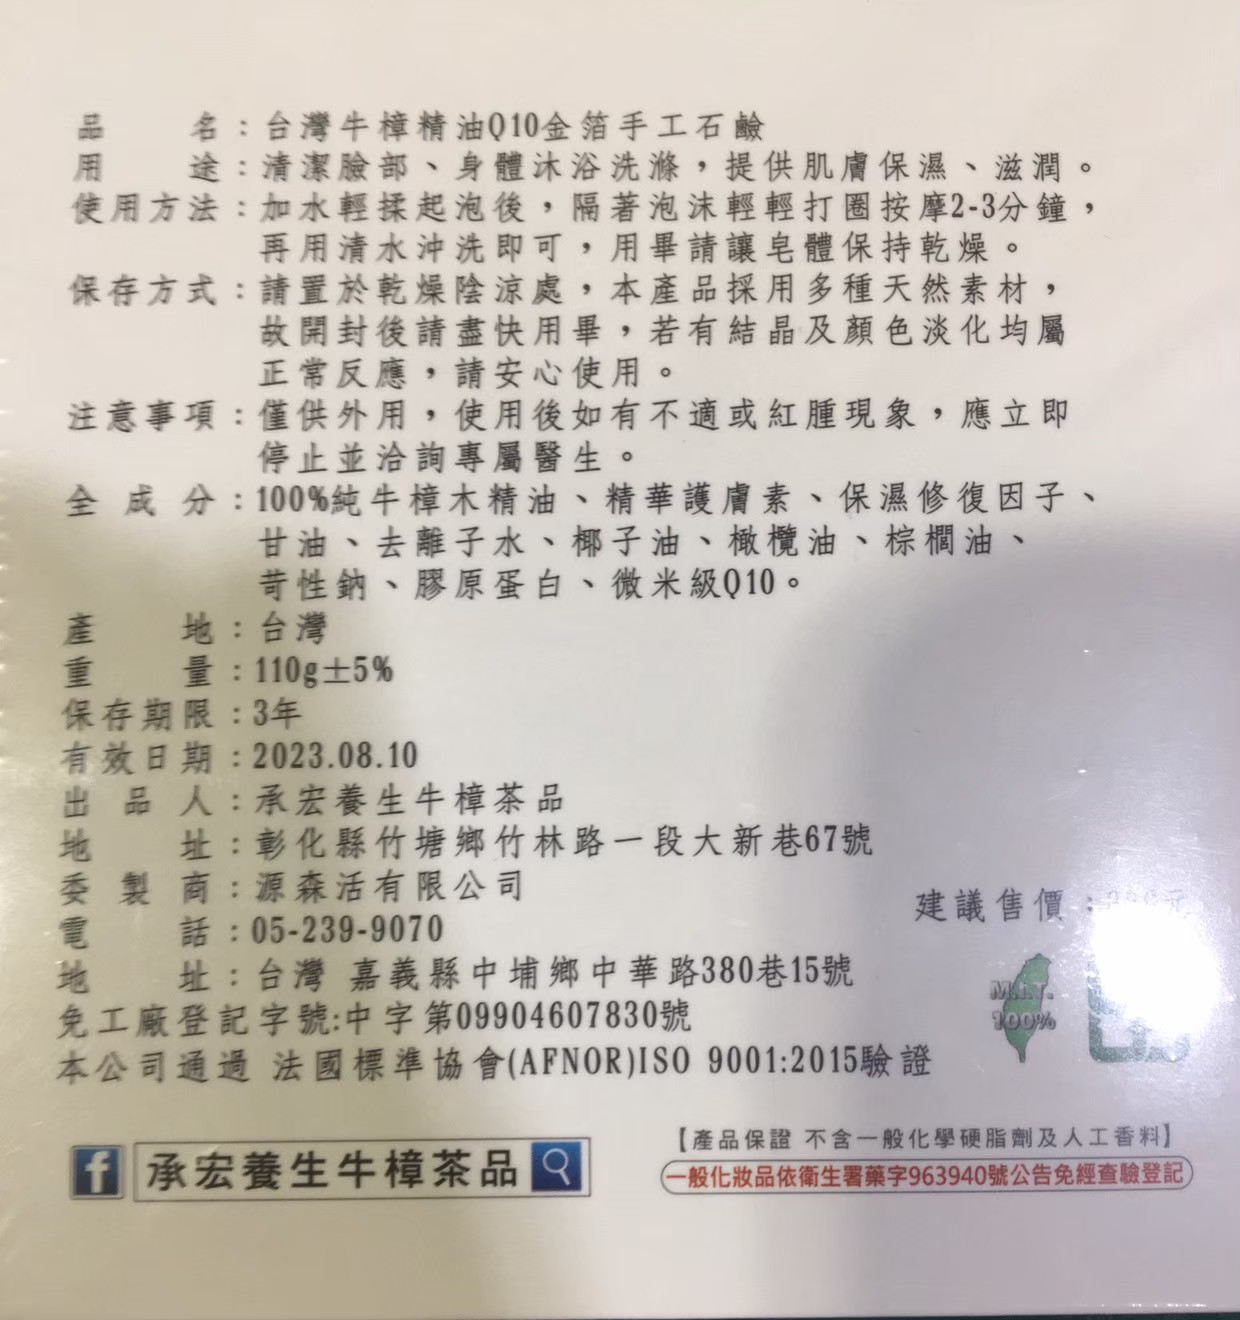 品名：台灣牛樟精油Q10金箔手工石鹼
用途：清潔臉部、身體沐浴洗滌，提供肌膚保濕、滋潤。
使用方法：加水輕揉起泡後，隔著泡沫輕輕打圈按摩2-3分鐘，
再用清水沖洗即可，用畢請讓皂體保持乾燥。
保存方式：請置於乾燥陰涼處，本產品採用多種天然素材，
故開封後請盡快用畢，若有結晶及顏色淡化均屬
正常反應，請安心使用。
注意事項：僅供外用，使用後如有不適或紅腫現象，應立即
停止並洽詢專屬醫生。
全成分：100%純牛樟木精油、精華護膚素、保濕修復因子、
甘油、去離子水、椰子油、橄欖油、棕櫚油、
苛性鈉、膠原蛋白、微米級Q10。
產地：台灣
重量：110g±5%
保存期限：3年
有效日期：2023.08.10
出品人：承宏養生牛樟茶品
地址：彰化縣竹塘鄉竹林路一段大新巷67號
委製商：源森活有限公司
建議售價：
電話：05-239-9070
地址：台灣 嘉義縣中埔鄉中華路380巷15號
M.I.T.
100%
免工廠登記字號:中字第09904607830號
本公司通過 法國標準協會(AFNOR)ISO 9001:2015驗證
【產品保證 不含一般化學硬脂劑及人工香料】
f 承宏養生牛樟茶品
一般化妝品依衛生署藥字963940號公告免經查驗登記